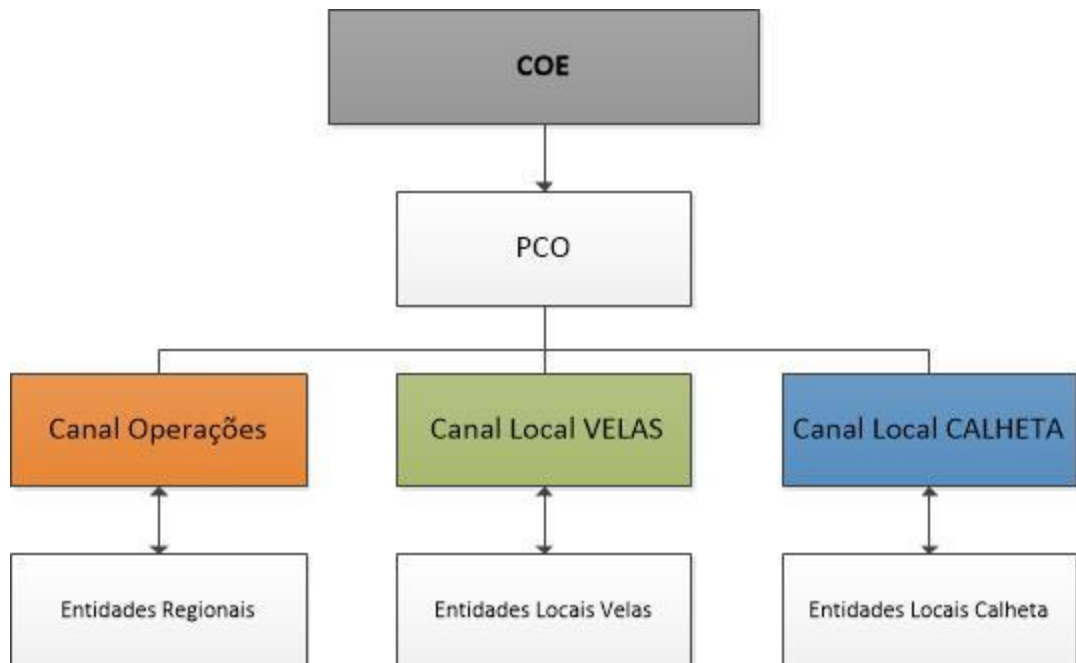 COE
PCO
Canal Operações
Canal Local VELAS
Canal Local CALHETA
Entidades Regionais
Entidades Locais Velas
Entidades Locais Calheta